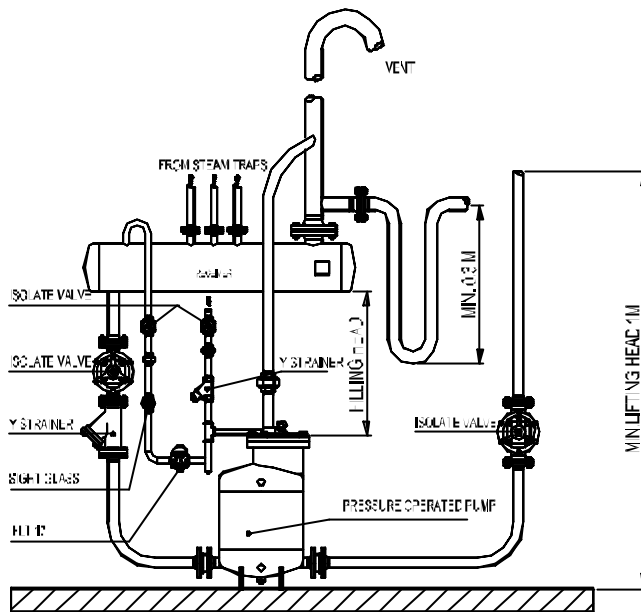 VENT
FROM STEAM TRAPS
ISOLATE VALVE
ISOLATE VALVE
Y STRAINER
FILLING HEAD
MIN. 0.3 M
MINI LIFTING HEAD 1M
Y STRAINER
ISOLATE VALVE
SIGHT GLASS
PRESSURE OPERATED PUMP